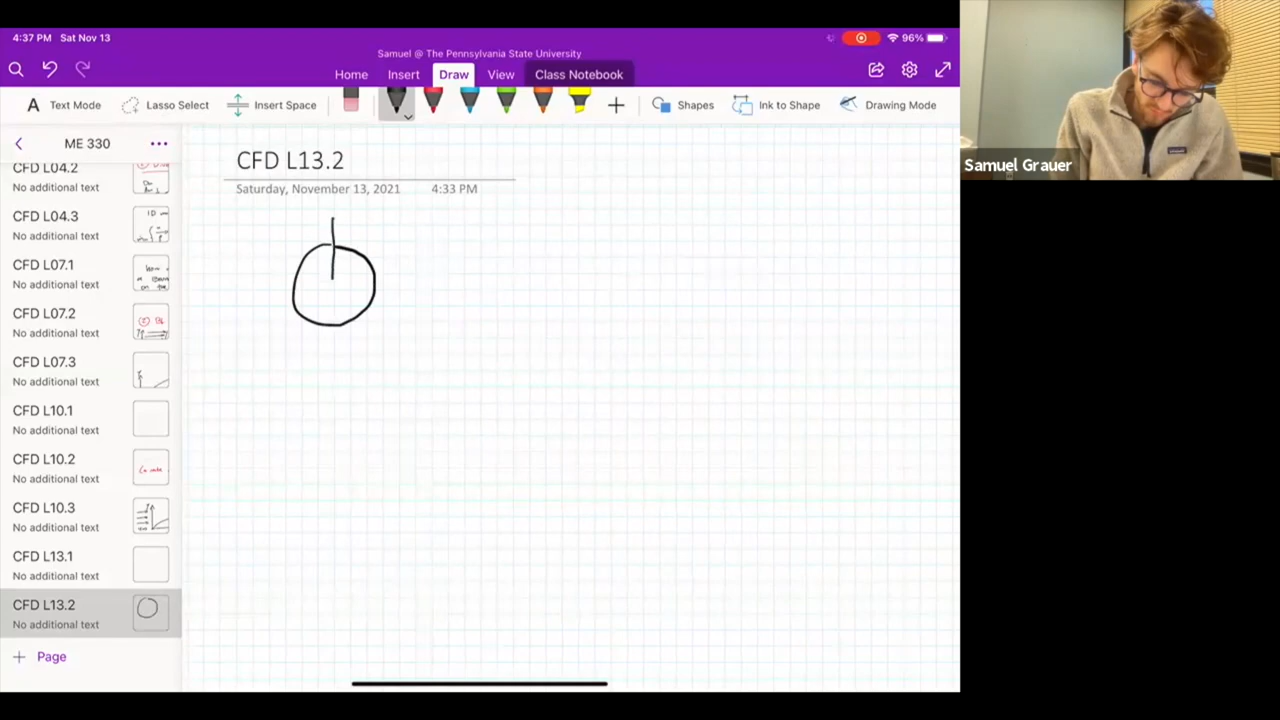 4:37 PM Sat Nov 13
96%
Samuel @ The Pennsylvania State University
Home Insert Draw View Class Notebook
A Text Mode Lasso Select Insert Space Shapes Ink to Shape Drawing Mode
ME 330
CFD L04.2
No additional text
CFD L04.3
No additional text
CFD L07.1
No additional text
CFD L07.2
No additional text
CFD L07.3
No additional text
CFD L10.1
No additional text
CFD L10.2
No additional text
CFD L10.3
No additional text
CFD L13.1
No additional text
CFD L13.2
No additional text
Page
CFD L13.2
Saturday, November 13, 2021 4:33 PM
Samuel Grauer